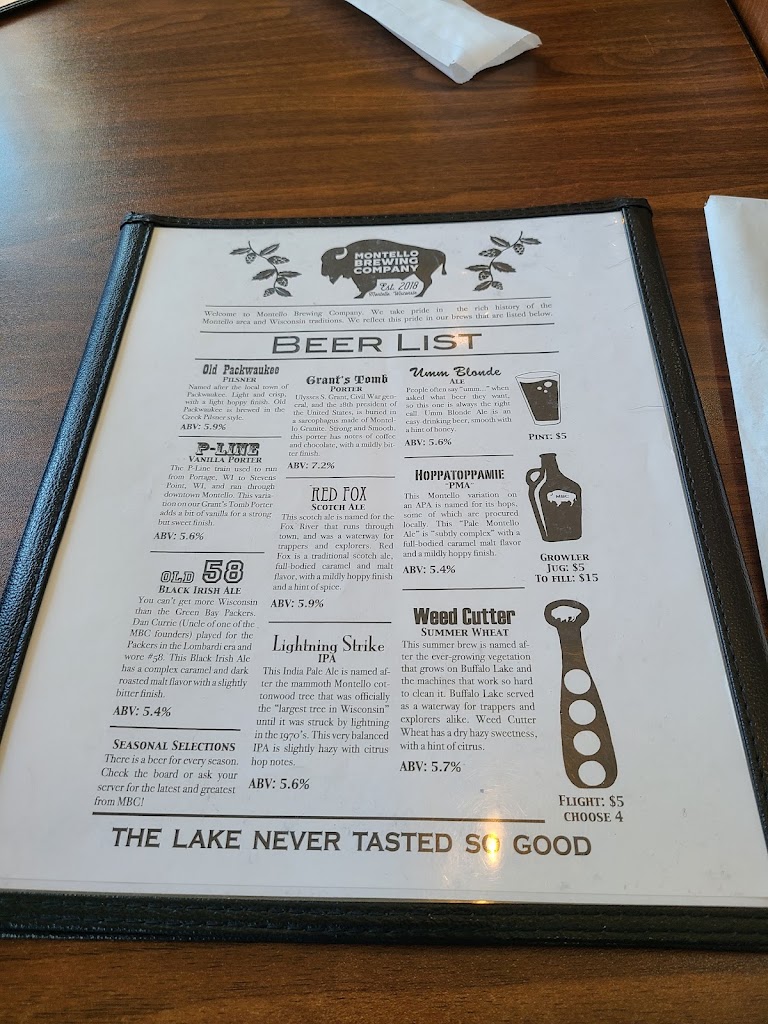 MONTELLO
BREWING
COMPANY
Est. 2018
Montello, Wisconsin
Welcome to Montello Brewing Company. We take pride in the rich history of the
Montello area and Wisconsin traditions. We reflect this pride in our brews that are listed below.
BEER LIST
Old Packwaukee
PILSNER
Named after the local town of
Packwaukee. Light and crisp,
with a light hoppy finish. Old
Packwaukee is brewed in the
Czech Pilsner style.
ABV: 5.9%
P-LINE
VANILLA PORTER
The P-Line train used to run
from Portage, WI to Stevens
Point, WI, and ran through
downtown Montello. This varia-
tion on our Grant's Tomb Porter
adds a bit of vanilla for a strong
but sweet finish.
ABV: 5.6%
OLD 58
BLACK IRISH ALE
You can't get more Wisconsin
than the Green Bay Packers.
Dan Currie (Uncle of one of the
MBC founders) played for the
Packers in the Lombardi era and
wore #58. This Black Irish Ale
has a complex caramel and dark
roasted malt flavor with a slightly
bitter finish.
ABV: 5.4%
SEASONAL SELECTIONS
There is a beer for every season.
Check the board or ask your
server for the latest and greatest
from MBC!
Grant's Tomb
PORTER
Ulysses S. Grant, Civil War gen-
eral, and the 18th president of
the United States, is buried in
a sarcophagus made of Montel-
lo Granite. Strong and Smooth,
this porter has notes of coffee
and chocolate, with a mildly bit-
ter finish.
ABV: 7.2%
RED FOX
SCOTCH ALE
This scotch ale is named for the
Fox River that runs through
town, and was a waterway for
trappers and explorers. Red
Fox is a traditional scotch ale,
full-bodied caramel and malt
flavor, with a mildly hoppy finish
and a hint of spice.
ABV: 5.9%
Lightning Strike
IPA
This India Pale Ale is named af-
ter the mammoth Montello cot-
tonwood tree that was officially
the "largest tree in Wisconsin"
until it was struck by lightning
in the 1970's. This very balanced
IPA is slightly hazy with citrus
hop notes.
ABV: 5.6%
Umm Blonde
ALE
People often say "umm..." when
asked what beer they want,
so this one is always the right
call. Umm Blonde Ale is an
easy drinking beer, smooth with
a hint of honey.
ABV: 5.6%
HOPPATOPPAMIE
"PMA"
This Montello variation on
an APA is named for its hops,
some of which are procured
locally. This "Pale Montello
Ale" is "subtly complex" with a
full-bodied caramel malt flavor
and a mildly hoppy finish.
ABV: 5.4%
Weed Cutter
SUMMER WHEAT
This summer brew is named af-
ter the ever-growing vegetation
that grows on Buffalo Lake and
the machines that work so hard
to clean it. Buffalo Lake served
as a waterway for trappers and
explorers alike. Weed Cutter
Wheat has a dry hazy sweetness,
with a hint of citrus.
ABV: 5.7%
PINT: $5
MBC
GROWLER
JUG: $5
TO FILL: $15
FLIGHT: $5
CHOOSE 4
THE LAKE NEVER TASTED SO GOOD